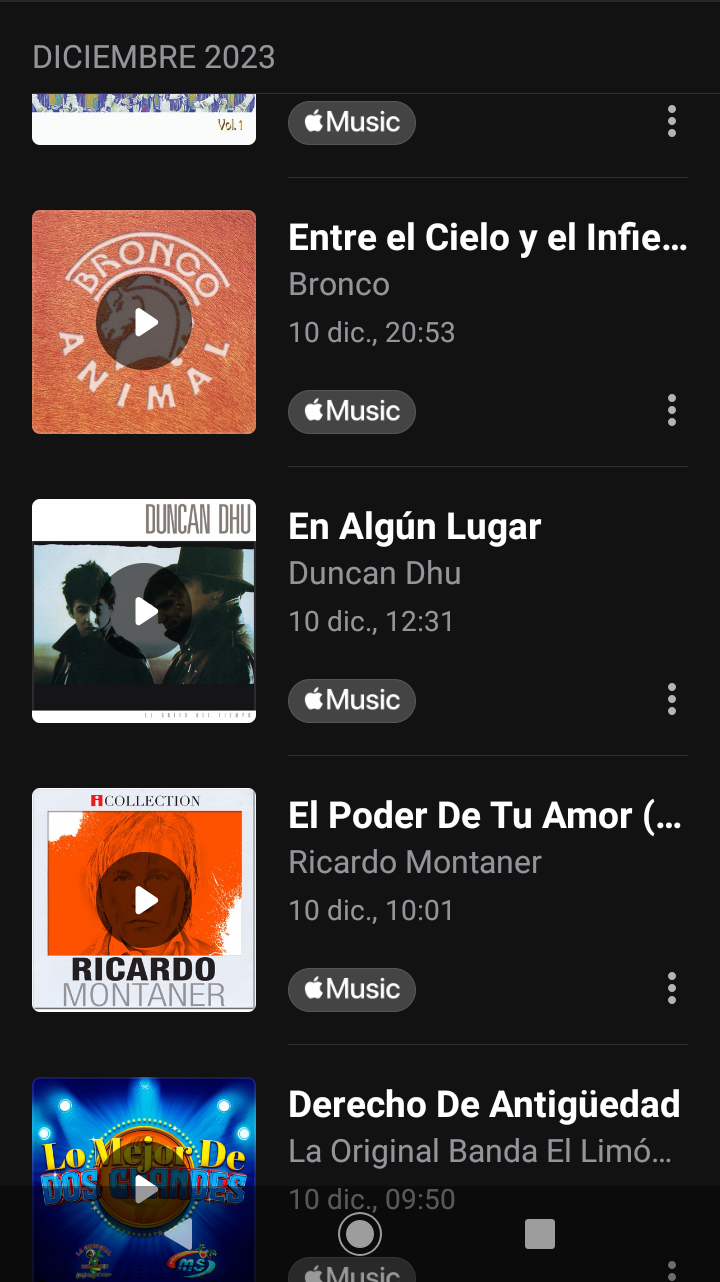 DICIEMBRE 2023
Vol. 1
Music
BRONCO
ANIMAL
Entre el Cielo y el Infie...
Bronco
10 dic., 20:53
Music
DUNCAN DHU
En Algún Lugar
Duncan Dhu
10 dic., 12:31
Music
COLLECTION
RICARDO
MONTANER
El Poder De Tu Amor (...
Ricardo Montaner
10 dic., 10:01
Music
Lo Mejor De
DOS GRANDES
MS
Derecho De Antigüedad
La Original Banda El Limó...
10 dic., 09:50
Music